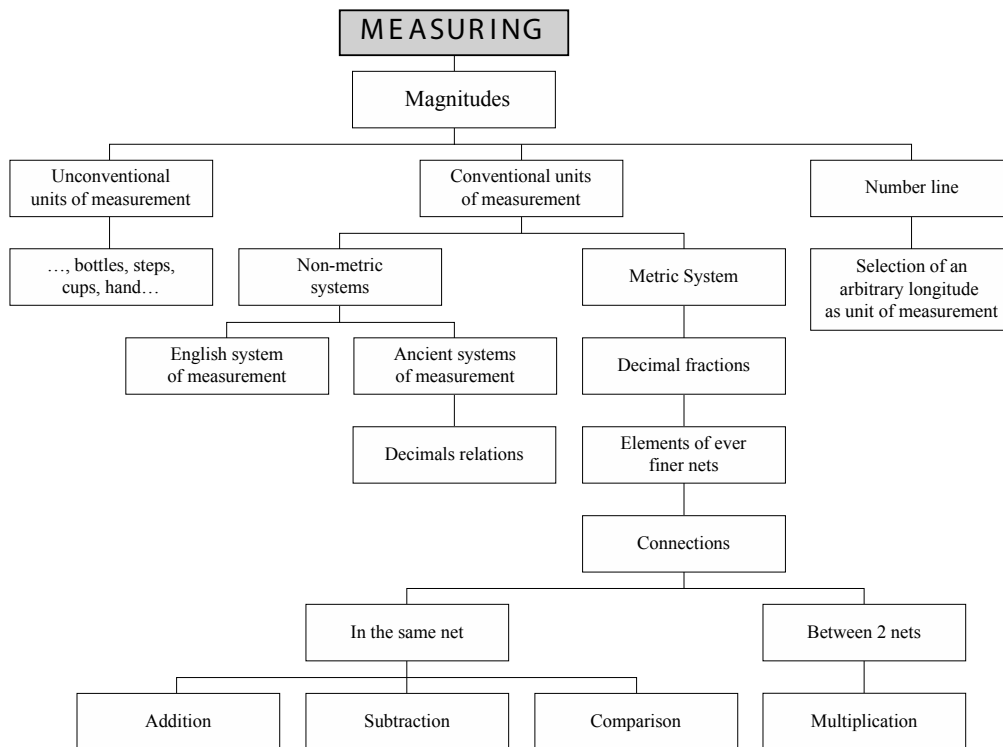 MEASURING
Magnitudes
Unconventional
units of measurement
Conventional units
of measurement
Number line
…, bottles, steps,
cups, hand…
Non-metric
systems
Metric System
Selection of an
arbitrary longitude
as unit of measurement
English system
of measurement
Ancient systems
of measurement
Decimal fractions
Decimals relations
Elements of ever
finer nets
Connections
In the same net
Between 2 nets
Addition
Subtraction
Comparison
Multiplication